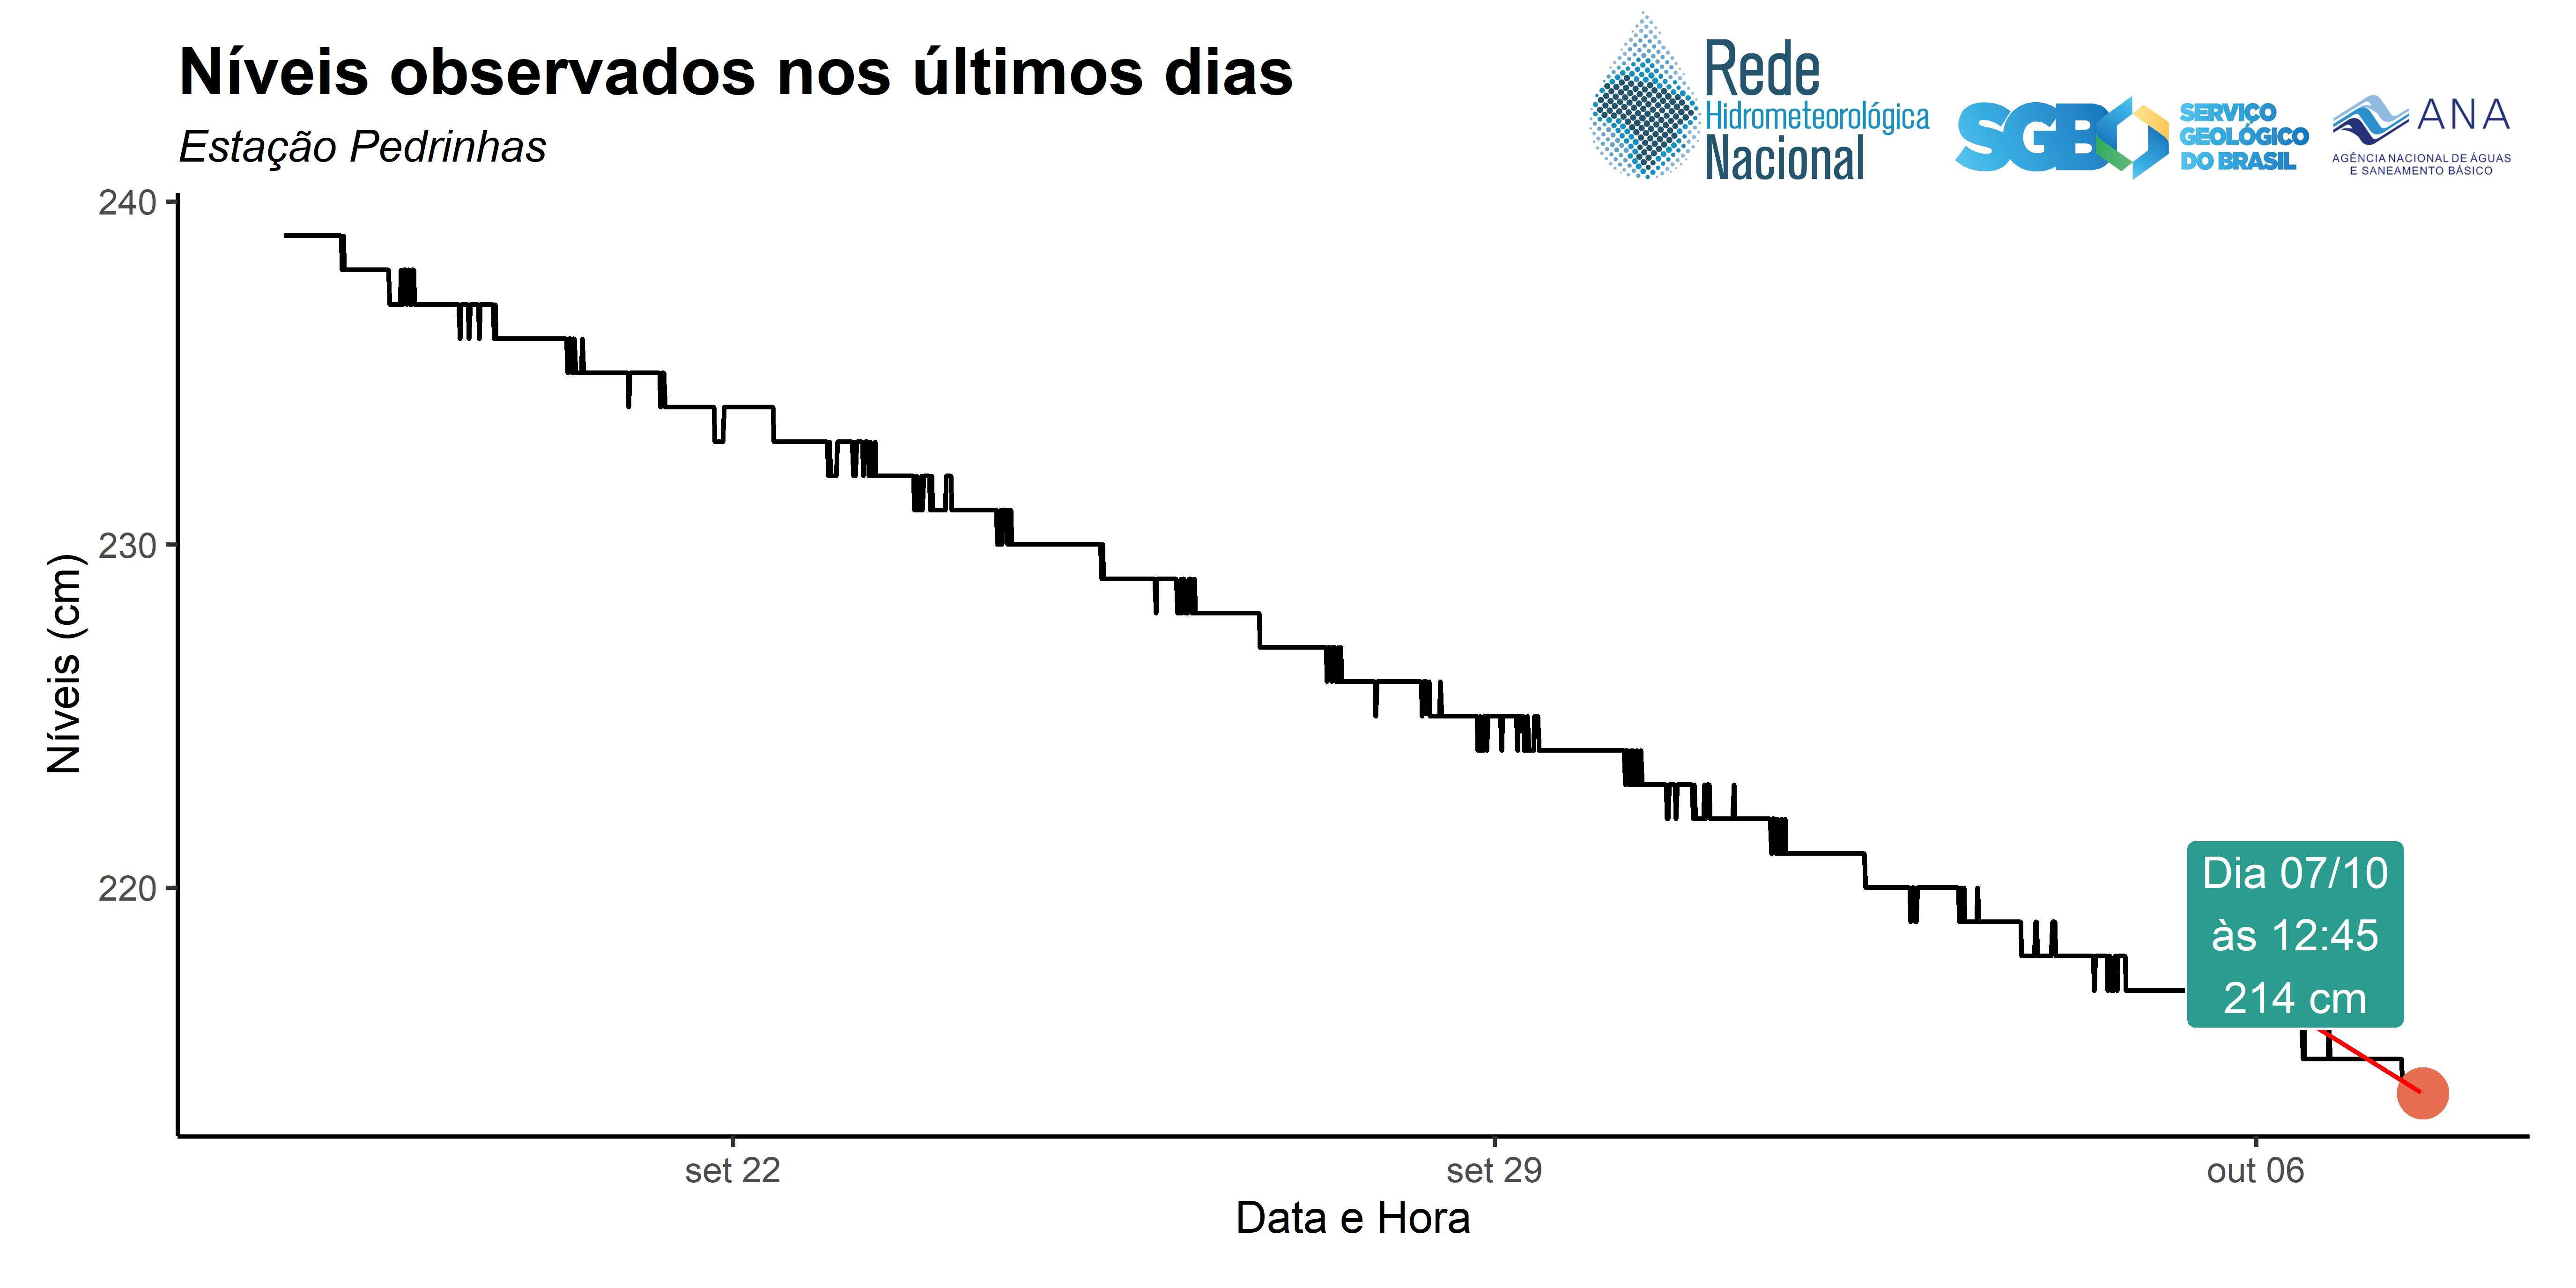 Níveis observados nos últimos dias
Estação Pedrinhas
Rede
Hidrometeorológica
Nacional
SGB
SERVIÇO
GEOLÓGICO
DO BRASIL
ANA
AGÊNCIA NACIONAL DE ÁGUAS
E SANEAMENTO BÁSICO
240
230
220
Níveis (cm)
Dia 07/10
às 12:45
214 cm
set 22
set 29
out 06
Data e Hora